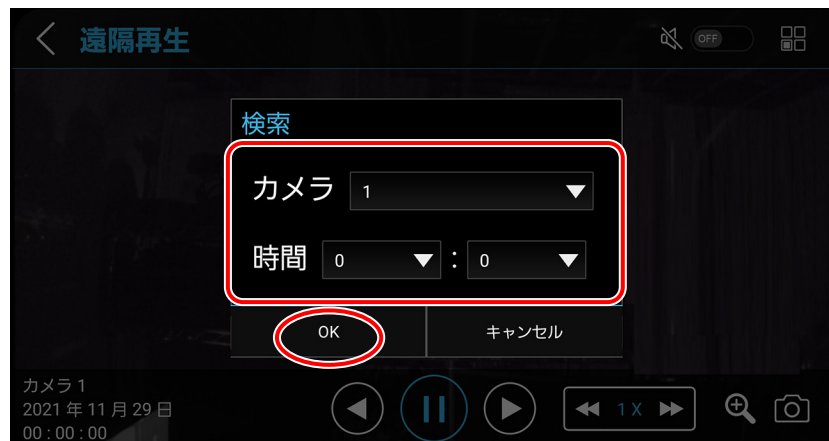 遠隔再生
OFF
検索
カメラ 1
時間 0 : 0
OK キャンセル
カメラ 1
2021 年 11 月 29 日
00 : 00 : 00
1 X